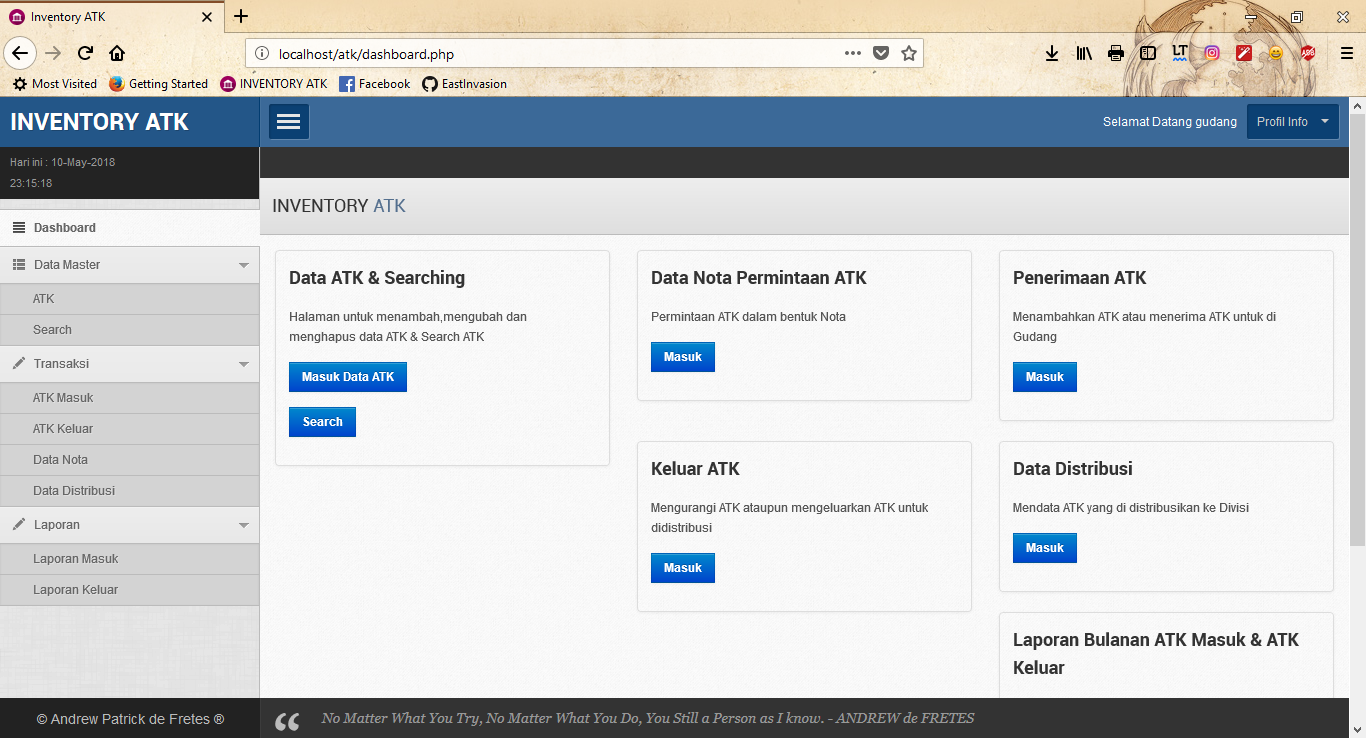 Inventory ATK
localhost/atk/dashboard.php
LT
ADB
Most Visited
Getting Started
INVENTORY ATK
Facebook
EastInvasion
INVENTORY ATK
Selamat Datang gudang
Profil Info
Hari ini : 10-May-2018
23:15:18
Dashboard
Data Master
ATK
Search
Transaksi
ATK Masuk
ATK Keluar
Data Nota
Data Distribusi
Laporan
Laporan Masuk
Laporan Keluar
INVENTORY ATK
Data ATK & Searching
Halaman untuk menambah,mengubah dan
menghapus data ATK & Search ATK
Masuk Data ATK
Search
Data Nota Permintaan ATK
Permintaan ATK dalam bentuk Nota
Masuk
Penerimaan ATK
Menambahkan ATK atau menerima ATK untuk di
Gudang
Masuk
Keluar ATK
Mengurangi ATK ataupun mengeluarkan ATK untuk
didistribusi
Masuk
Data Distribusi
Mendata ATK yang di distribusikan ke Divisi
Masuk
Laporan Bulanan ATK Masuk & ATK
Keluar
© Andrew Patrick de Fretes ®
No Matter What You Try, No Matter What You Do, You Still a Person as I know. - ANDREW de FRETES